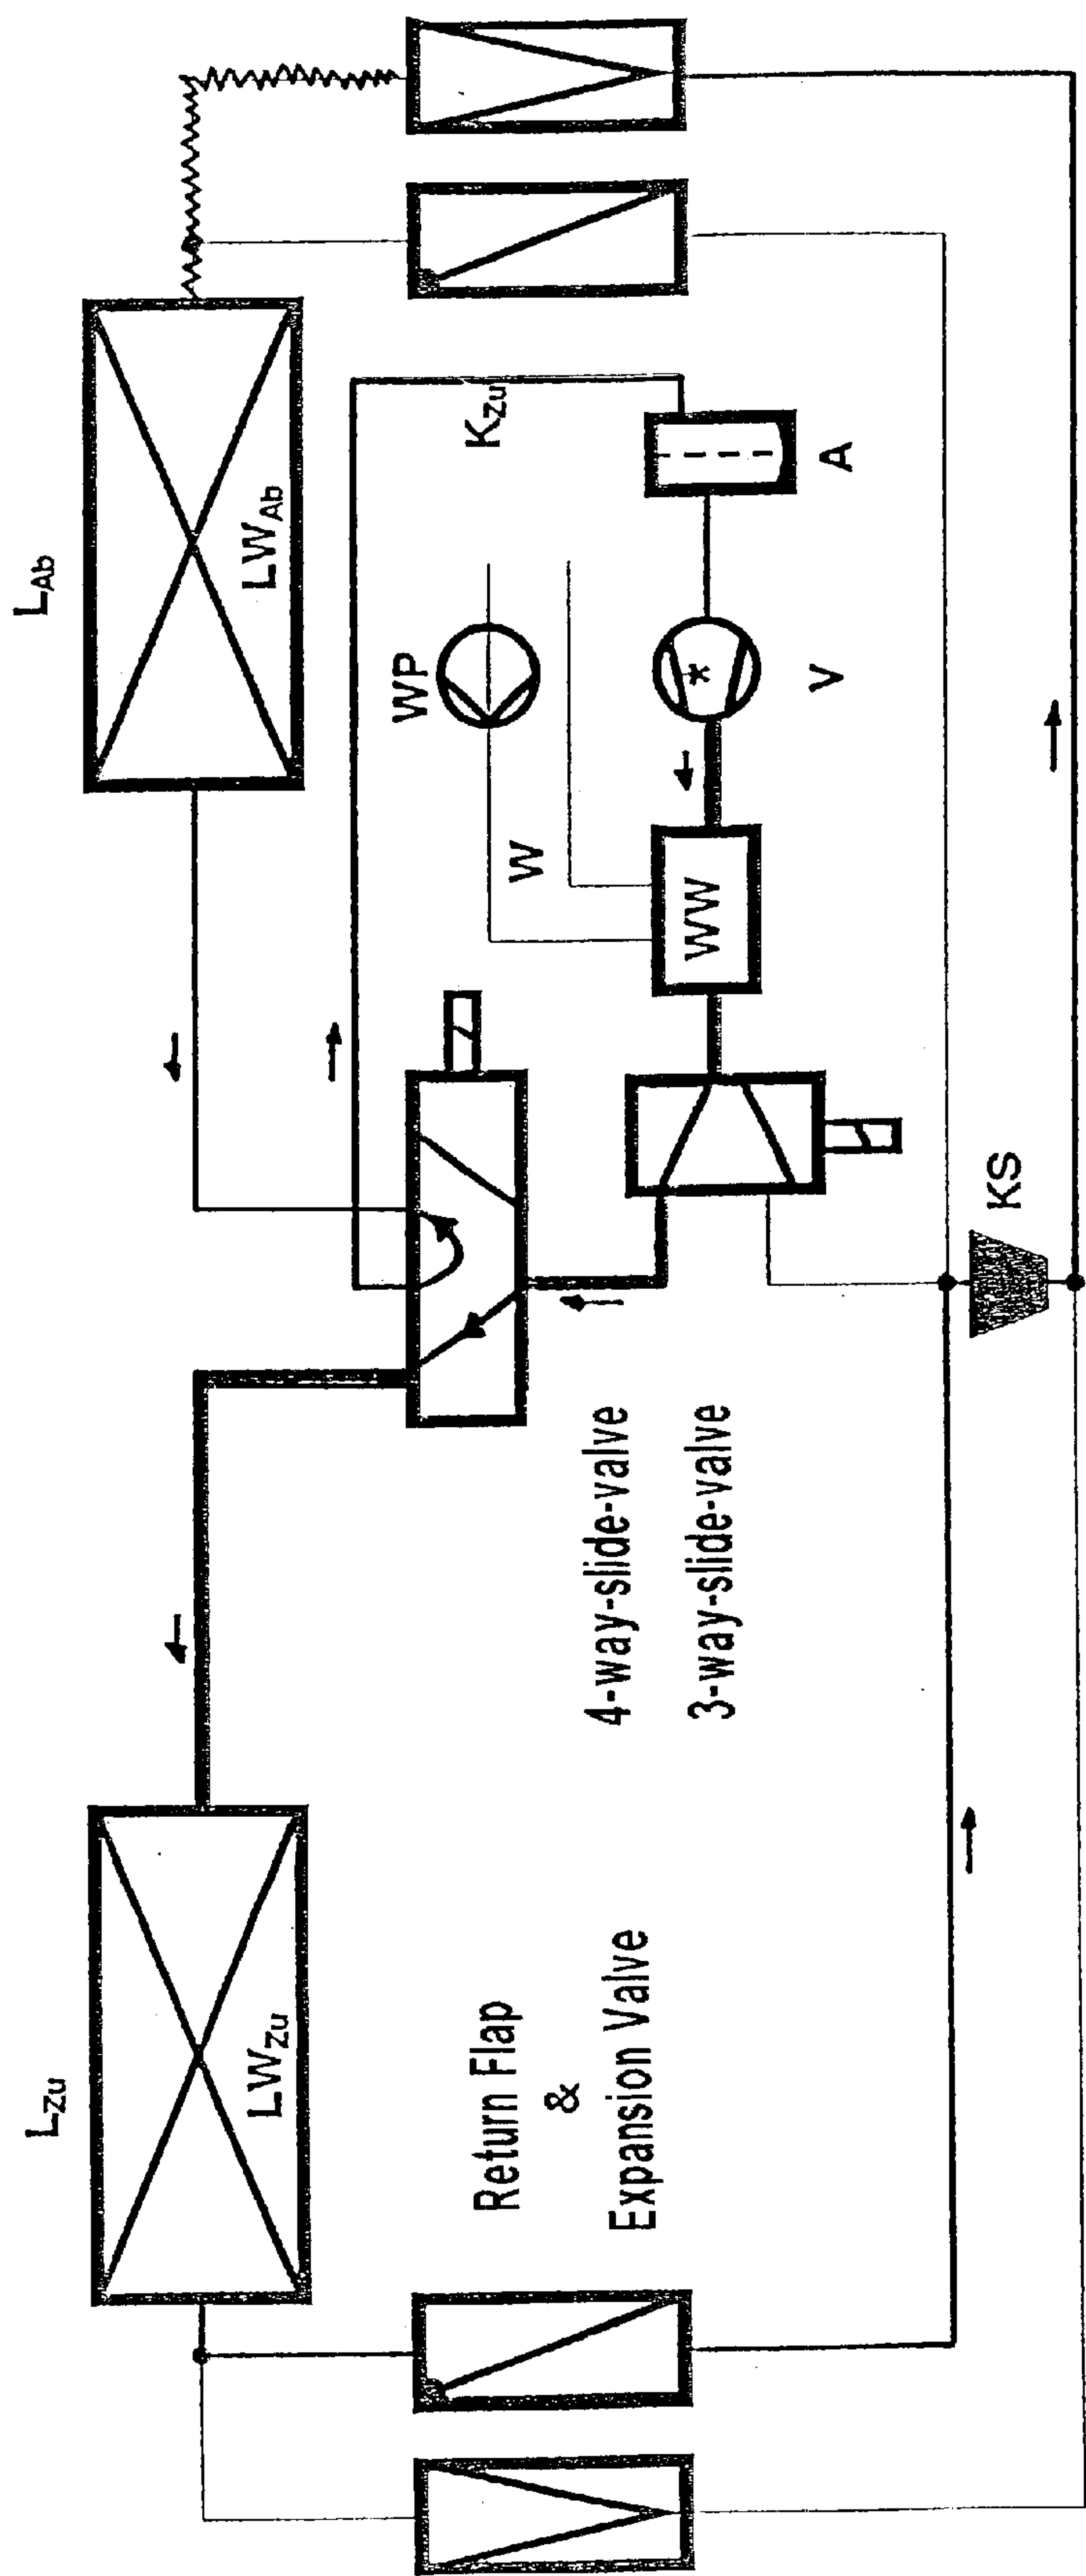 L_Zu
LW_Zu
L_Ab
LW_Ab
Return Flap
&
Expansion Valve
4-way-slide-valve
3-way-slide-valve
WP
W
K_Zu
WW
*
V
A
KS